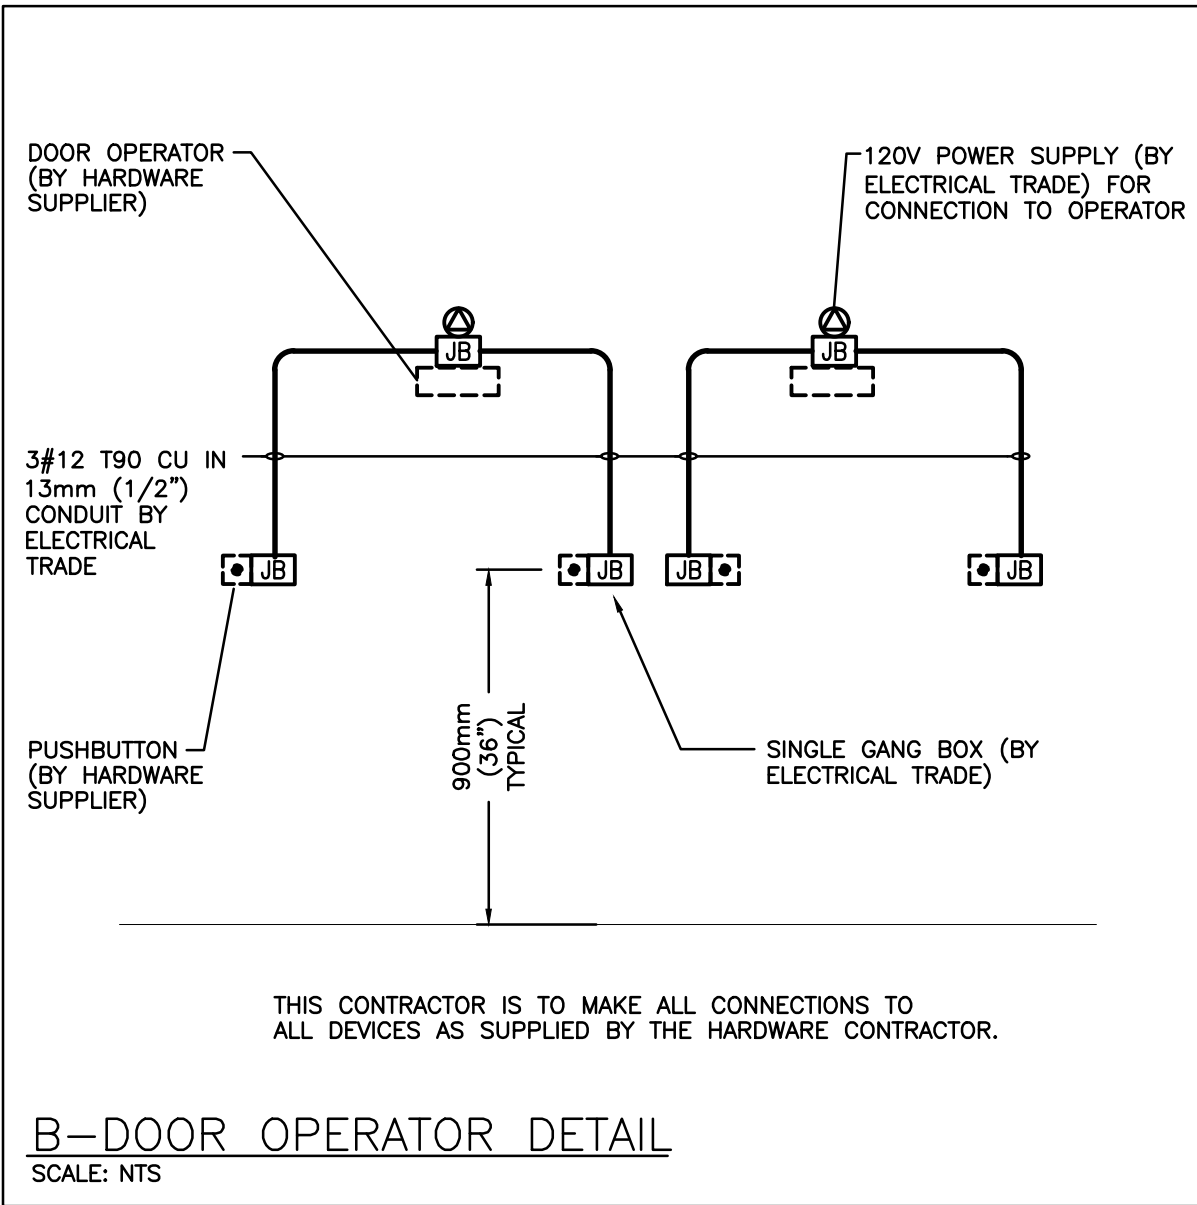 DOOR OPERATOR
(BY HARDWARE
SUPPLIER)
120V POWER SUPPLY (BY
ELECTRICAL TRADE) FOR
CONNECTION TO OPERATOR
JB
JB
3#12 T90 CU IN
13mm (1/2")
CONDUIT BY
ELECTRICAL
TRADE
JB
JB
JB
JB
900mm
(36")
TYPICAL
PUSHBUTTON
(BY HARDWARE
SUPPLIER)
SINGLE GANG BOX (BY
ELECTRICAL TRADE)
THIS CONTRACTOR IS TO MAKE ALL CONNECTIONS TO
ALL DEVICES AS SUPPLIED BY THE HARDWARE CONTRACTOR.
B-DOOR OPERATOR DETAIL
SCALE: NTS